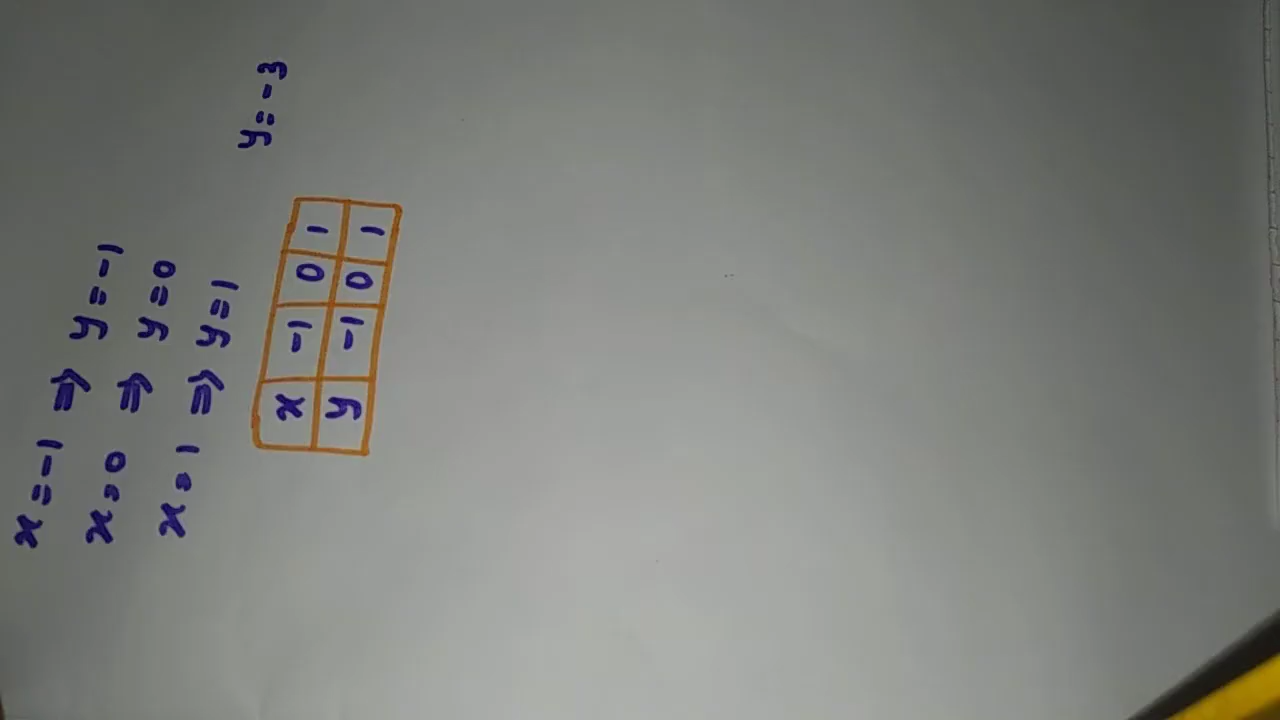 x = -1 ⇒ y = -1
x = 0 ⇒ y = 0
x = 1 ⇒ y = 1
y = -3
x -1 0 1
y -1 0 1